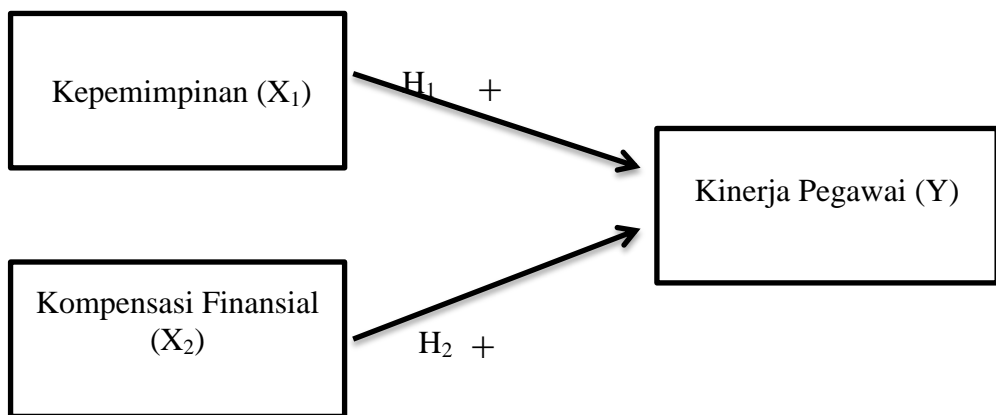 Kepemimpinan (X₁)
H₁ +
Kinerja Pegawai (Y)
Kompensasi Finansial
(X₂)
H₂ +